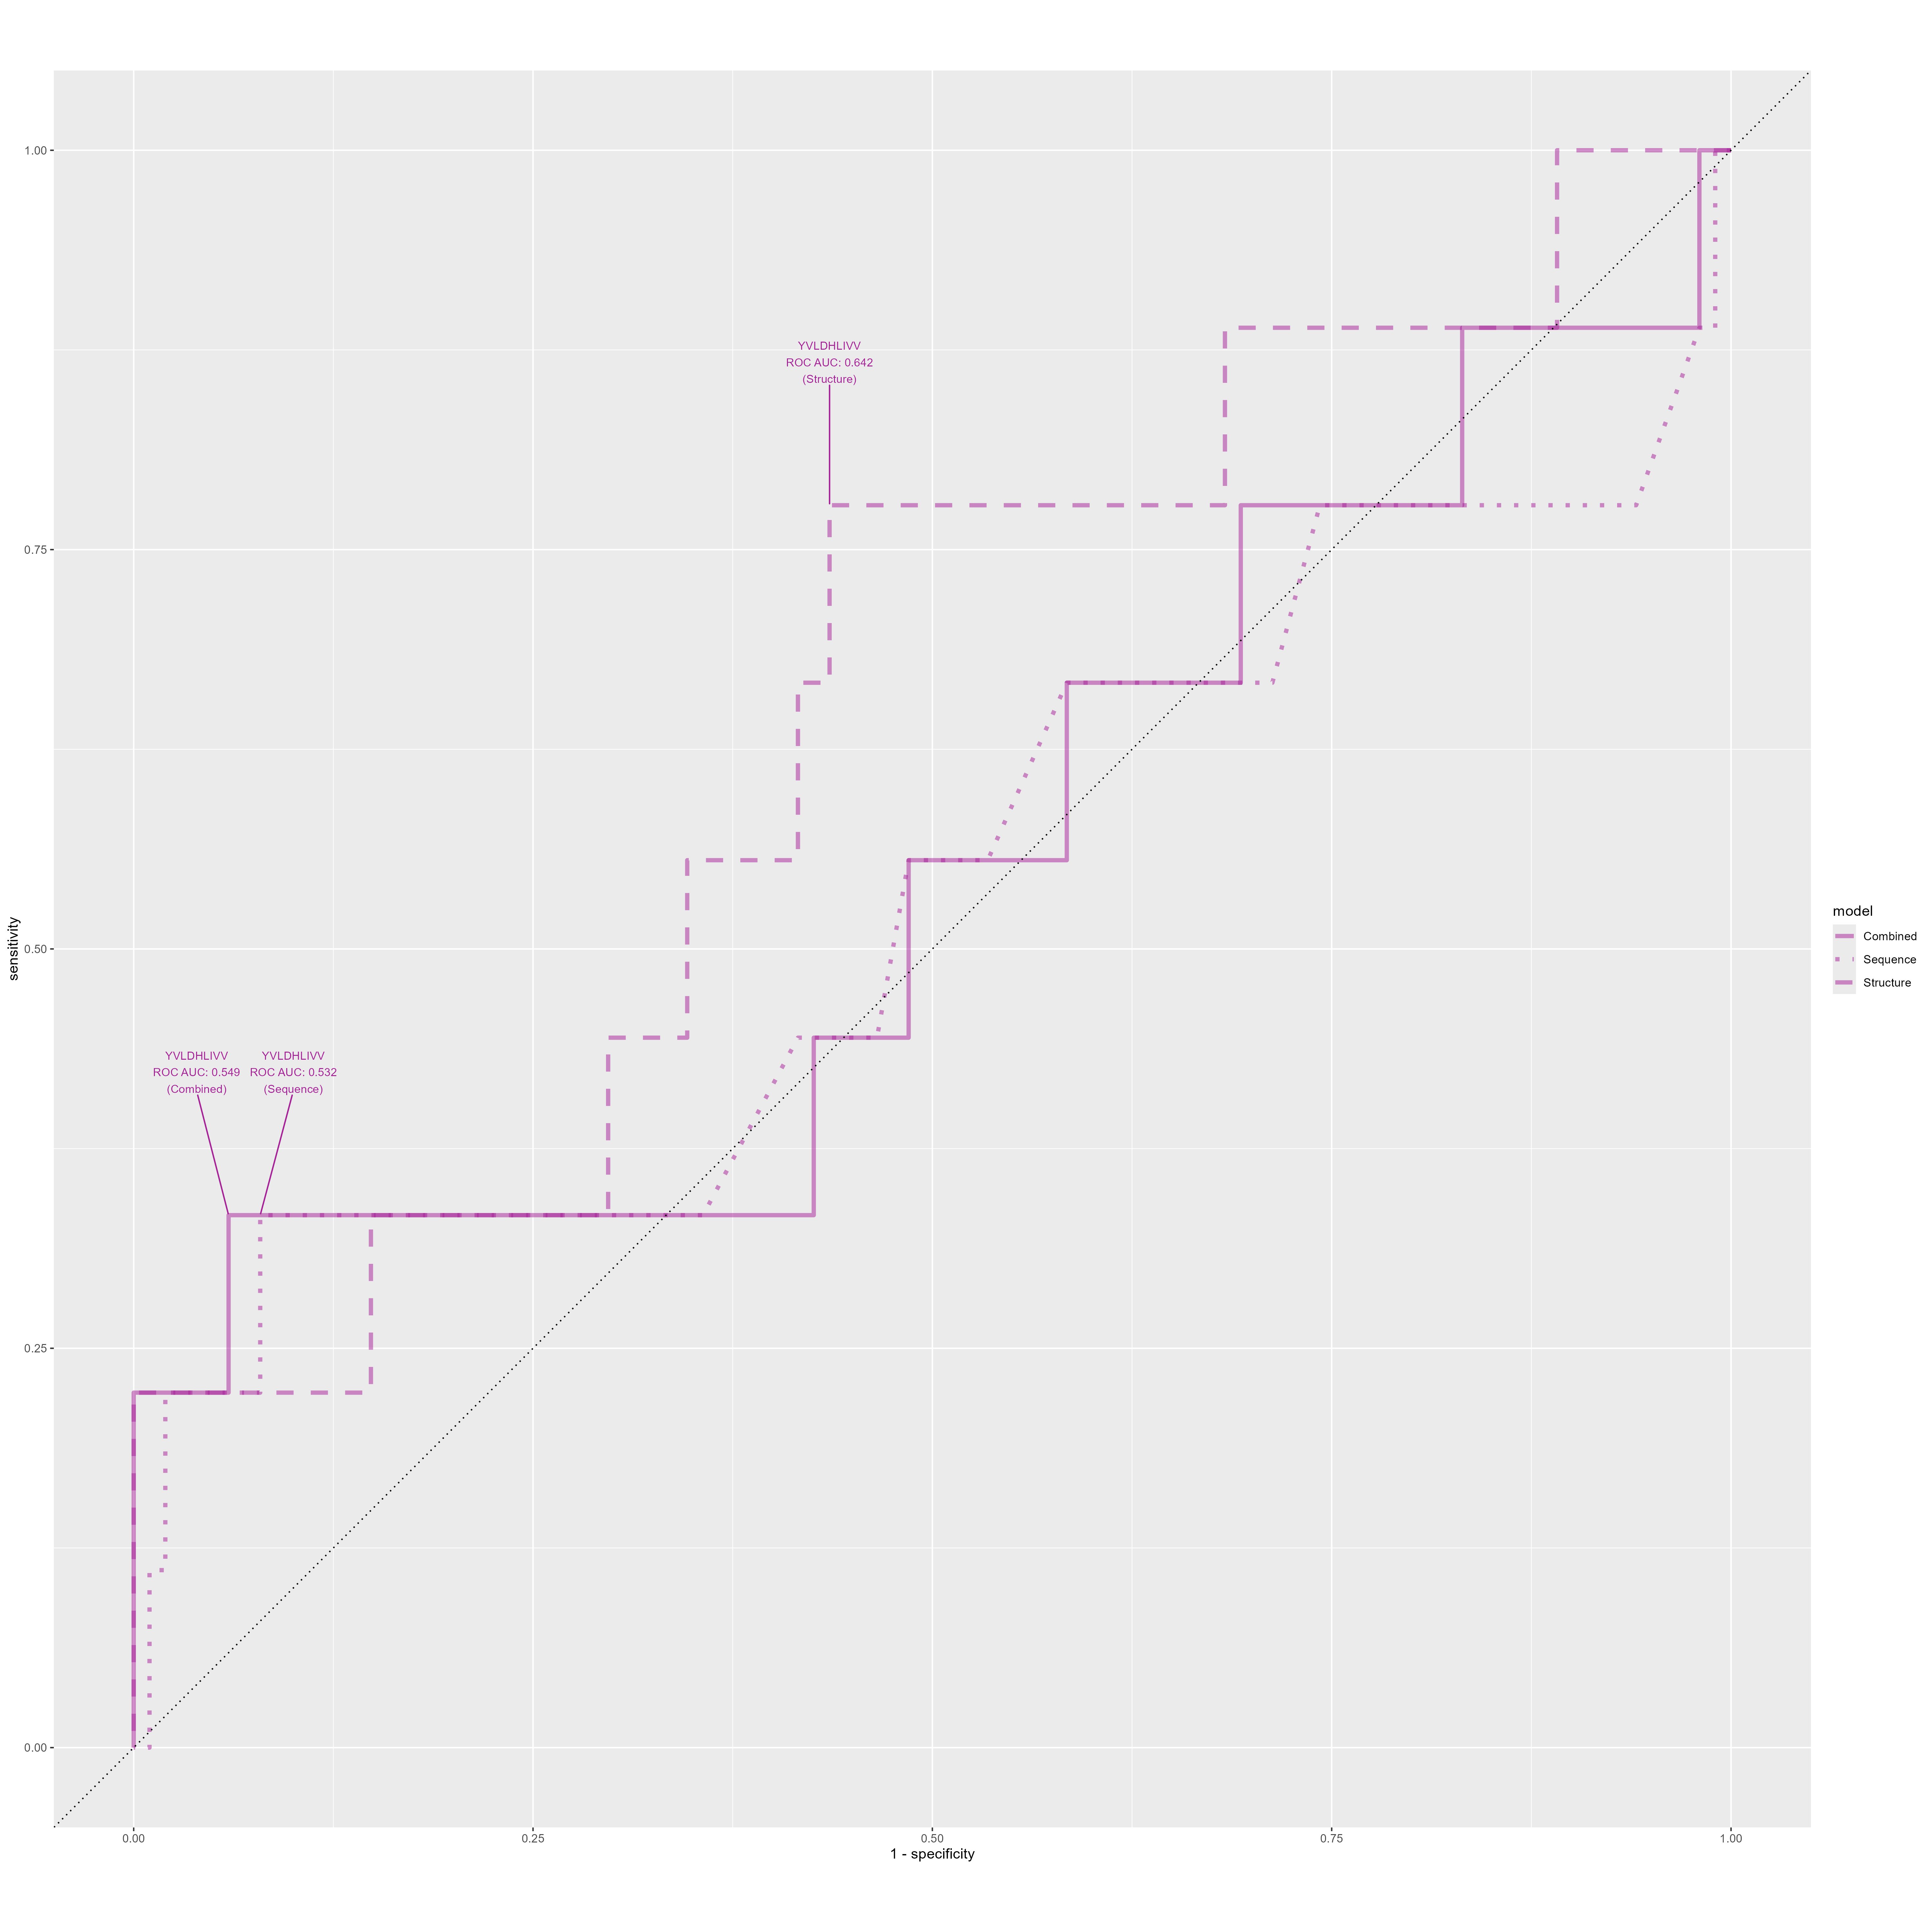 1.00
0.75
0.50
0.25
0.00
sensitivity
YVLDHLIVV
ROC AUC: 0.642
(Structure)
YVLDHLIVV
ROC AUC: 0.549
(Combined)
YVLDHLIVV
ROC AUC: 0.532
(Sequence)
0.00
0.25
0.50
0.75
1.00
1 - specificity
model
Combined
Sequence
Structure